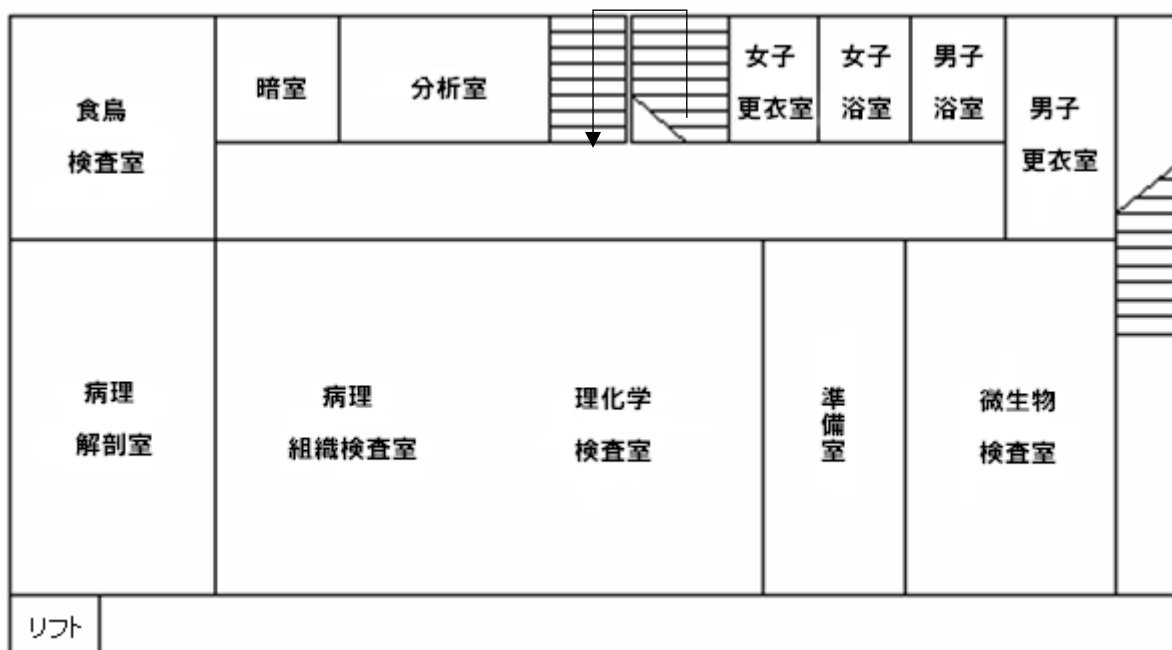 食鳥
検査室
暗室
分析室
女子
更衣室
女子
浴室
男子
浴室
男子
更衣室
病理
解剖室
病理
組織検査室
理化学
検査室
準備室
微生物
検査室
リフト